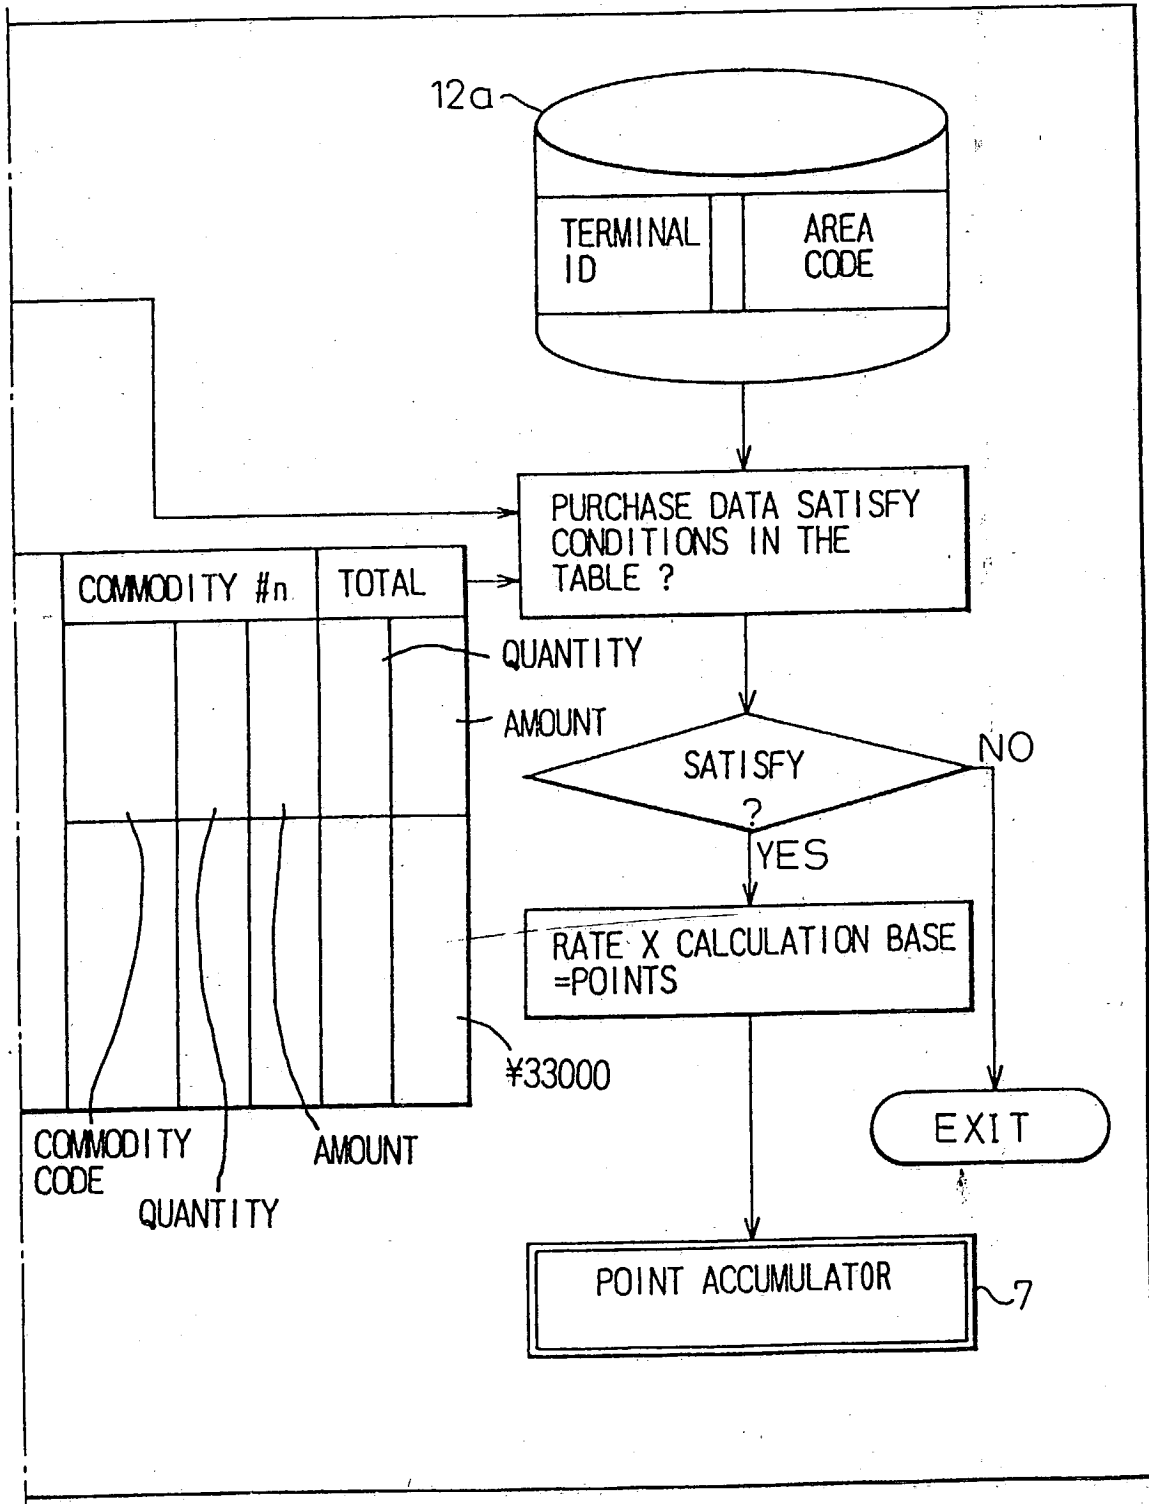 12a
TERMINAL
ID
AREA
CODE
PURCHASE DATA SATISFY
CONDITIONS IN THE
TABLE ?
COMMODITY #n
TOTAL
QUANTITY
AMOUNT
SATISFY
?
NO
YES
RATE X CALCULATION BASE
=POINTS
¥33000
EXIT
COMMODITY
CODE
QUANTITY
AMOUNT
POINT ACCUMULATOR
7